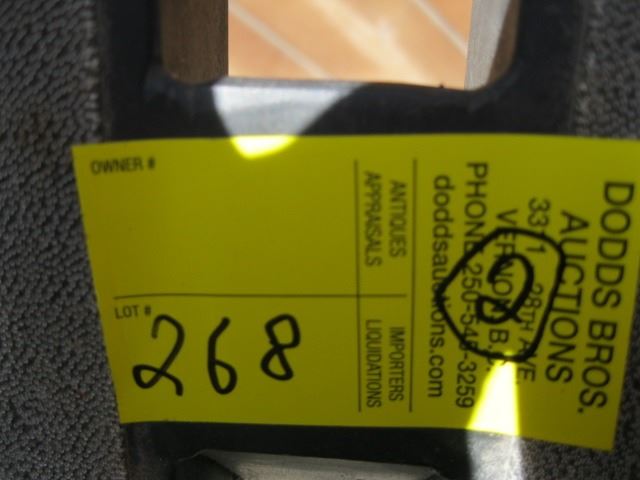 OWNER #
LOT #
268
ANTIQUES
APPRAISALS
IMPORTERS
LIQUIDATIONS
DODDS BROS.
AUCTIONS
28TH AVE
VERNON B.C.
PHONE 250-545-3259
doddsauctions.com
2